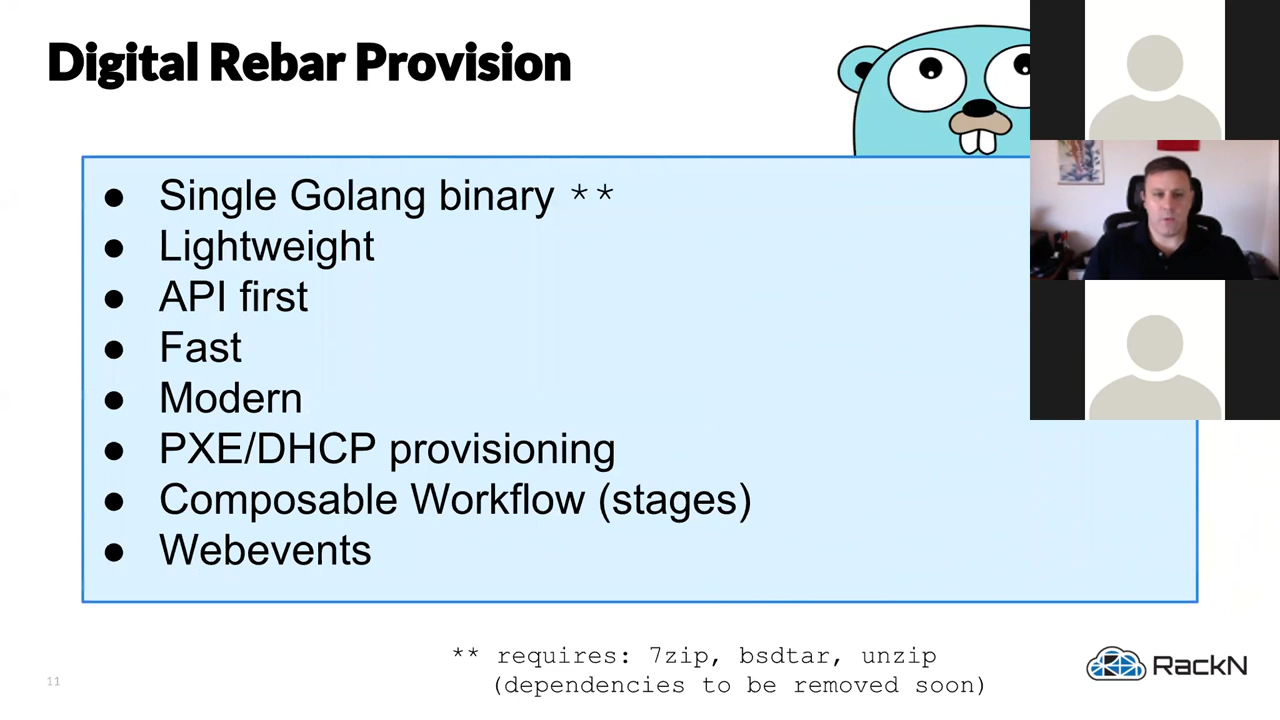 Digital Rebar Provision
● Single Golang binary **
● Lightweight
● API first
● Fast
● Modern
● PXE/DHCP provisioning
● Composable Workflow (stages)
● Webevents
** requires: 7zip, bsdtar, unzip
(dependencies to be removed soon)
11
RackN